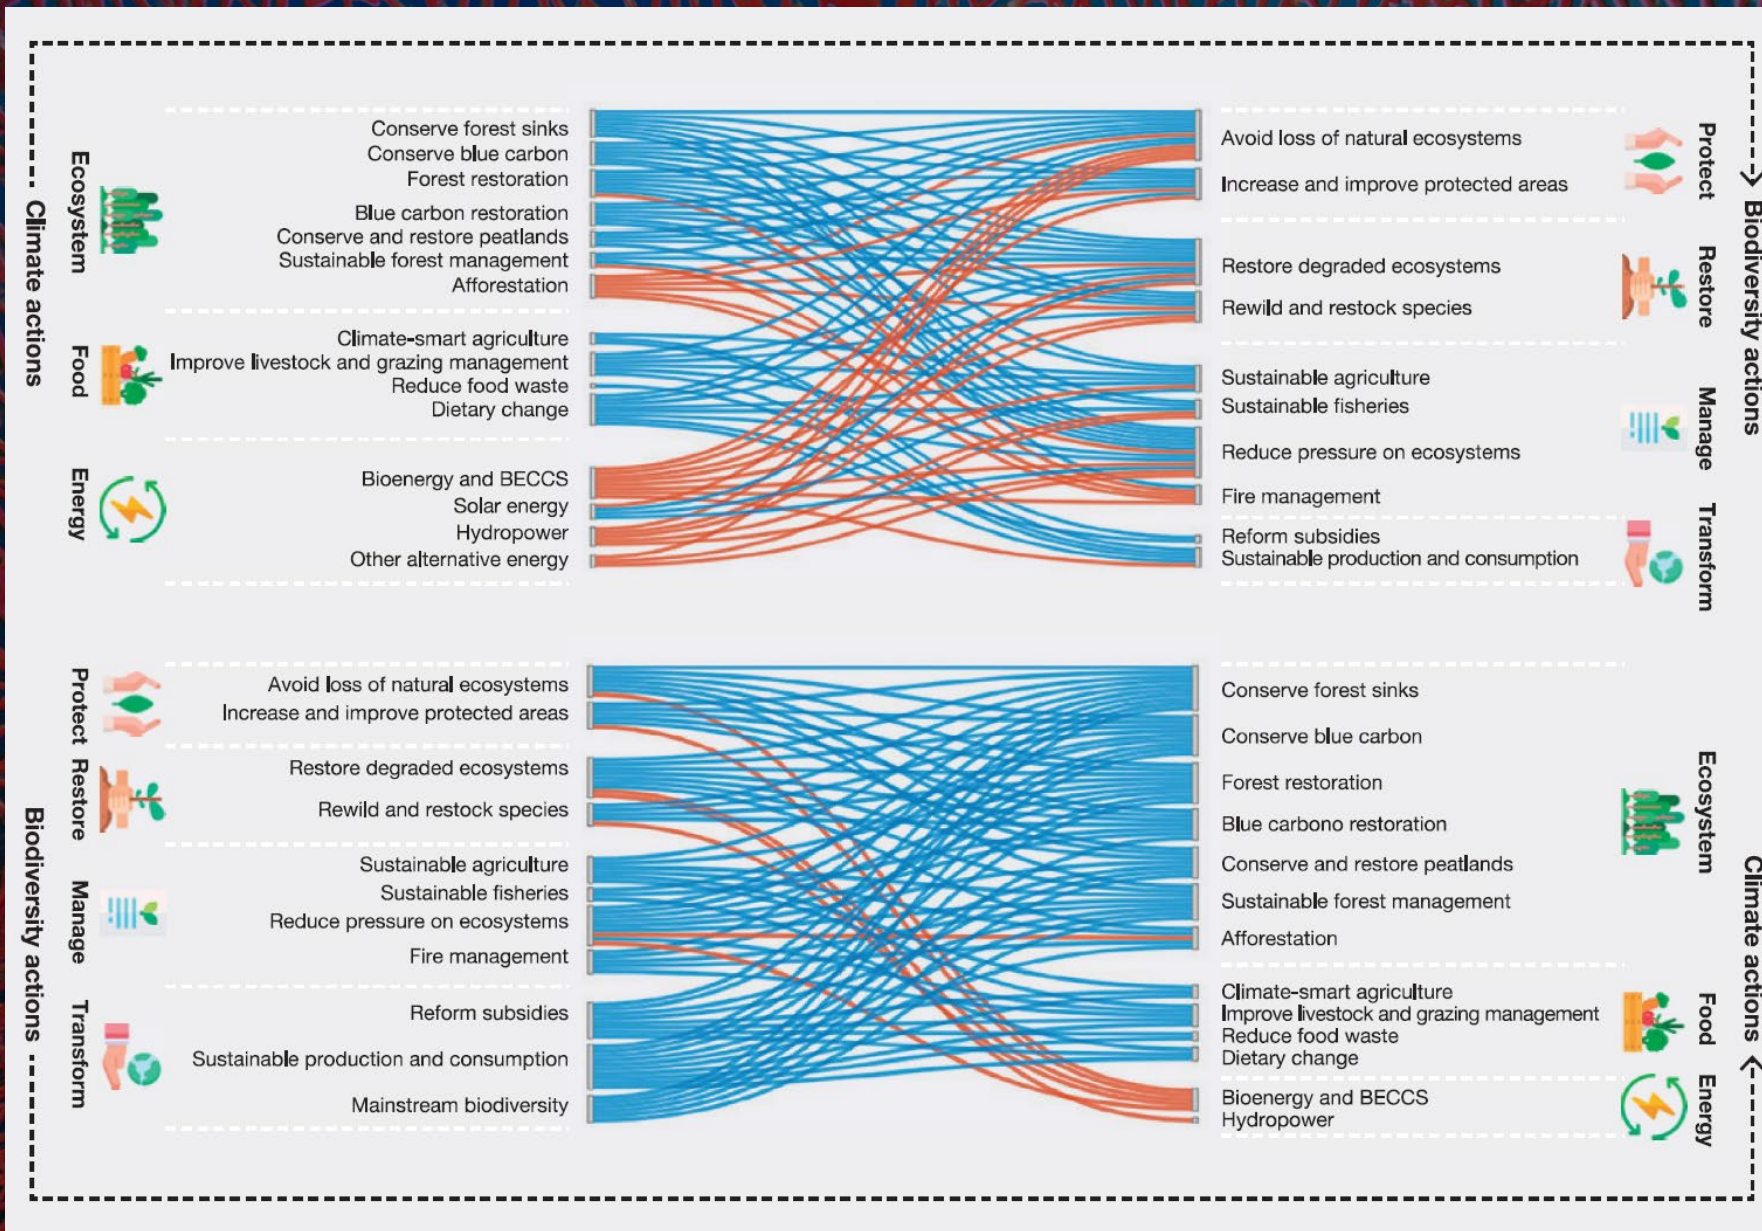 Climate actions
Ecosystem
Conserve forest sinks
Conserve blue carbon
Forest restoration
Blue carbon restoration
Conserve and restore peatlands
Sustainable forest management
Afforestation
Food
Climate-smart agriculture
Improve livestock and grazing management
Reduce food waste
Dietary change
Energy
Bioenergy and BECCS
Solar energy
Hydropower
Other alternative energy
Avoid loss of natural ecosystems
Increase and improve protected areas
Protect
Restore degraded ecosystems
Rewild and restock species
Restore
Sustainable agriculture
Sustainable fisheries
Reduce pressure on ecosystems
Fire management
Manage
Reform subsidies
Sustainable production and consumption
Transform
Biodiversity actions
Biodiversity actions
Protect
Avoid loss of natural ecosystems
Increase and improve protected areas
Restore
Restore degraded ecosystems
Rewild and restock species
Manage
Sustainable agriculture
Sustainable fisheries
Reduce pressure on ecosystems
Fire management
Transform
Reform subsidies
Sustainable production and consumption
Mainstream biodiversity
Conserve forest sinks
Conserve blue carbon
Forest restoration
Blue carbono restoration
Conserve and restore peatlands
Sustainable forest management
Afforestation
Ecosystem
Climate-smart agriculture
Improve livestock and grazing management
Reduce food waste
Dietary change
Food
Bioenergy and BECCS
Hydropower
Energy
Climate actions